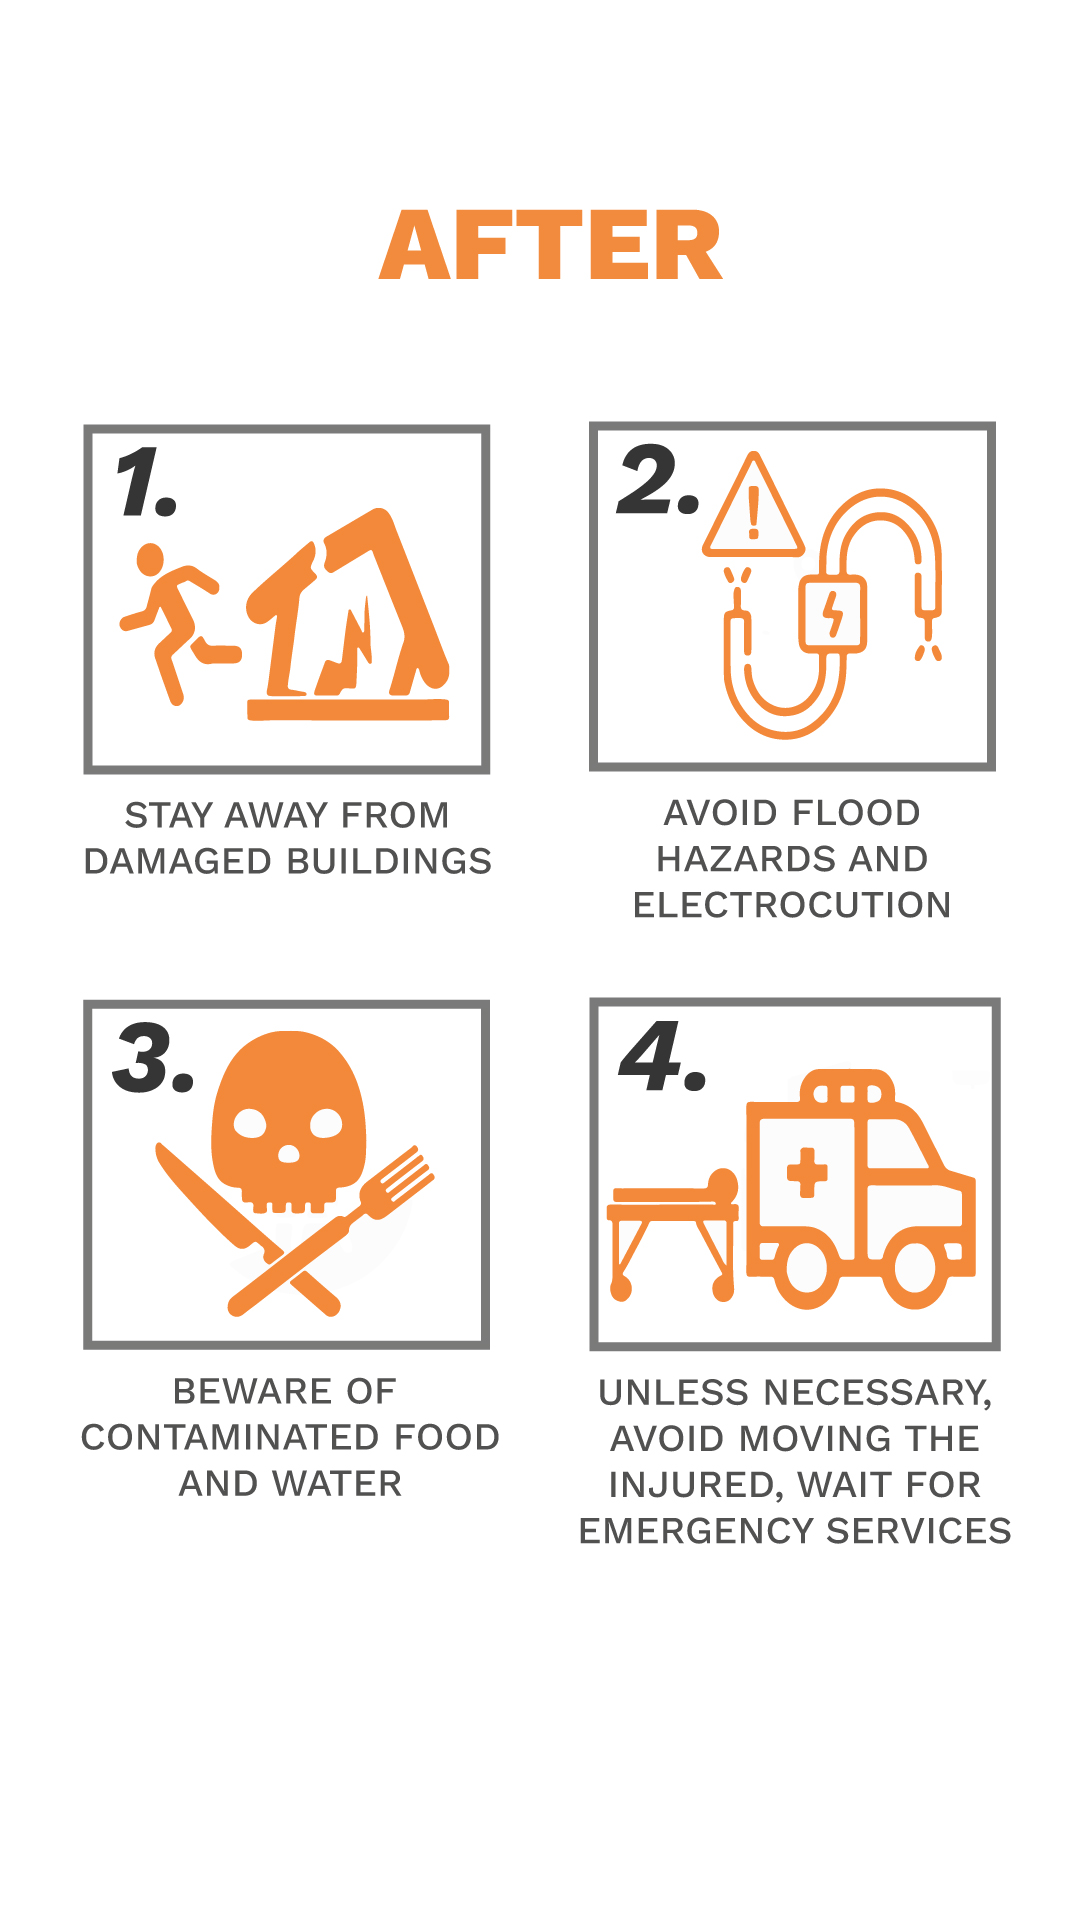 AFTER
1.
STAY AWAY FROM
DAMAGED BUILDINGS
2.
AVOID FLOOD
HAZARDS AND
ELECTROCUTION
3.
BEWARE OF
CONTAMINATED FOOD
AND WATER
4.
UNLESS NECESSARY,
AVOID MOVING THE
INJURED, WAIT FOR
EMERGENCY SERVICES